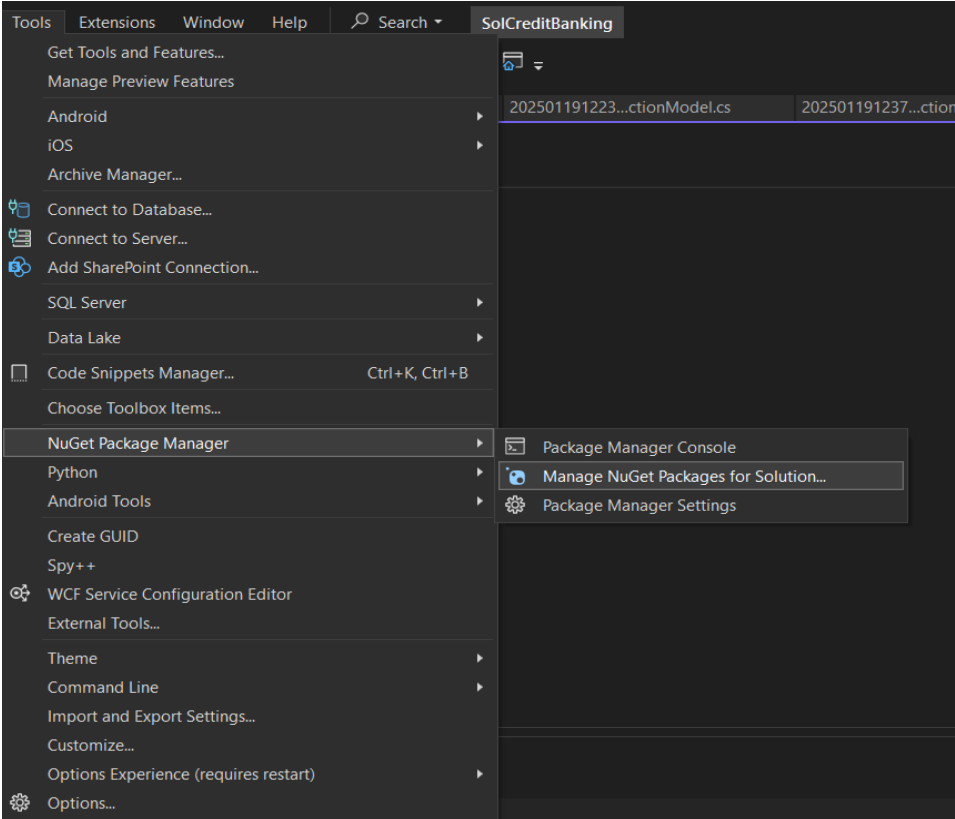 Tools Extensions Window Help Search SolCreditBanking
Get Tools and Features...
Manage Preview Features
202501191223...ctionModel.cs 202501191237...ction
Android
iOS
Archive Manager...
Connect to Database...
Connect to Server...
Add SharePoint Connection...
SQL Server
Data Lake
Code Snippets Manager... Ctrl+K, Ctrl+B
Choose Toolbox Items...
NuGet Package Manager
Package Manager Console
Manage NuGet Packages for Solution...
Package Manager Settings
Python
Android Tools
Create GUID
Spy++
WCF Service Configuration Editor
External Tools...
Theme
Command Line
Import and Export Settings...
Customize...
Options Experience (requires restart)
Options...